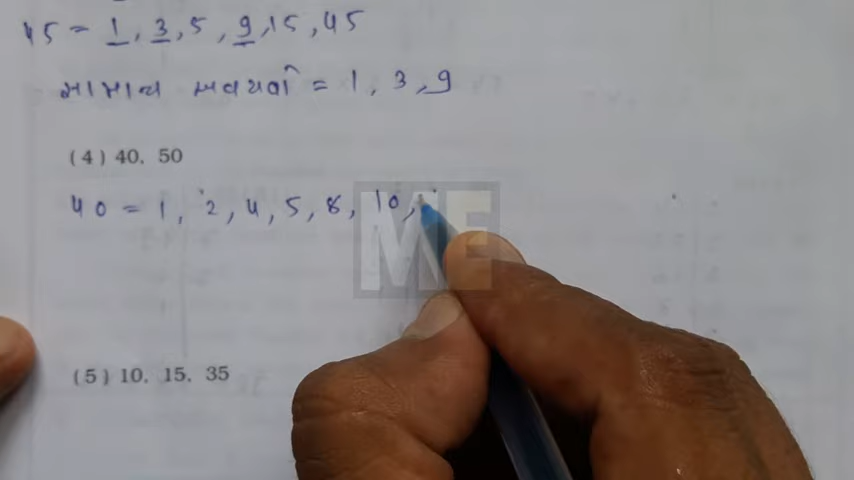 45 = 1, 3, 5, 9, 15, 45
સામાન્ય અવયવો = 1, 3, 9
(4) 40, 50
40 = 1, 2, 4, 5, 8, 10,
ME
(5) 10, 15, 35